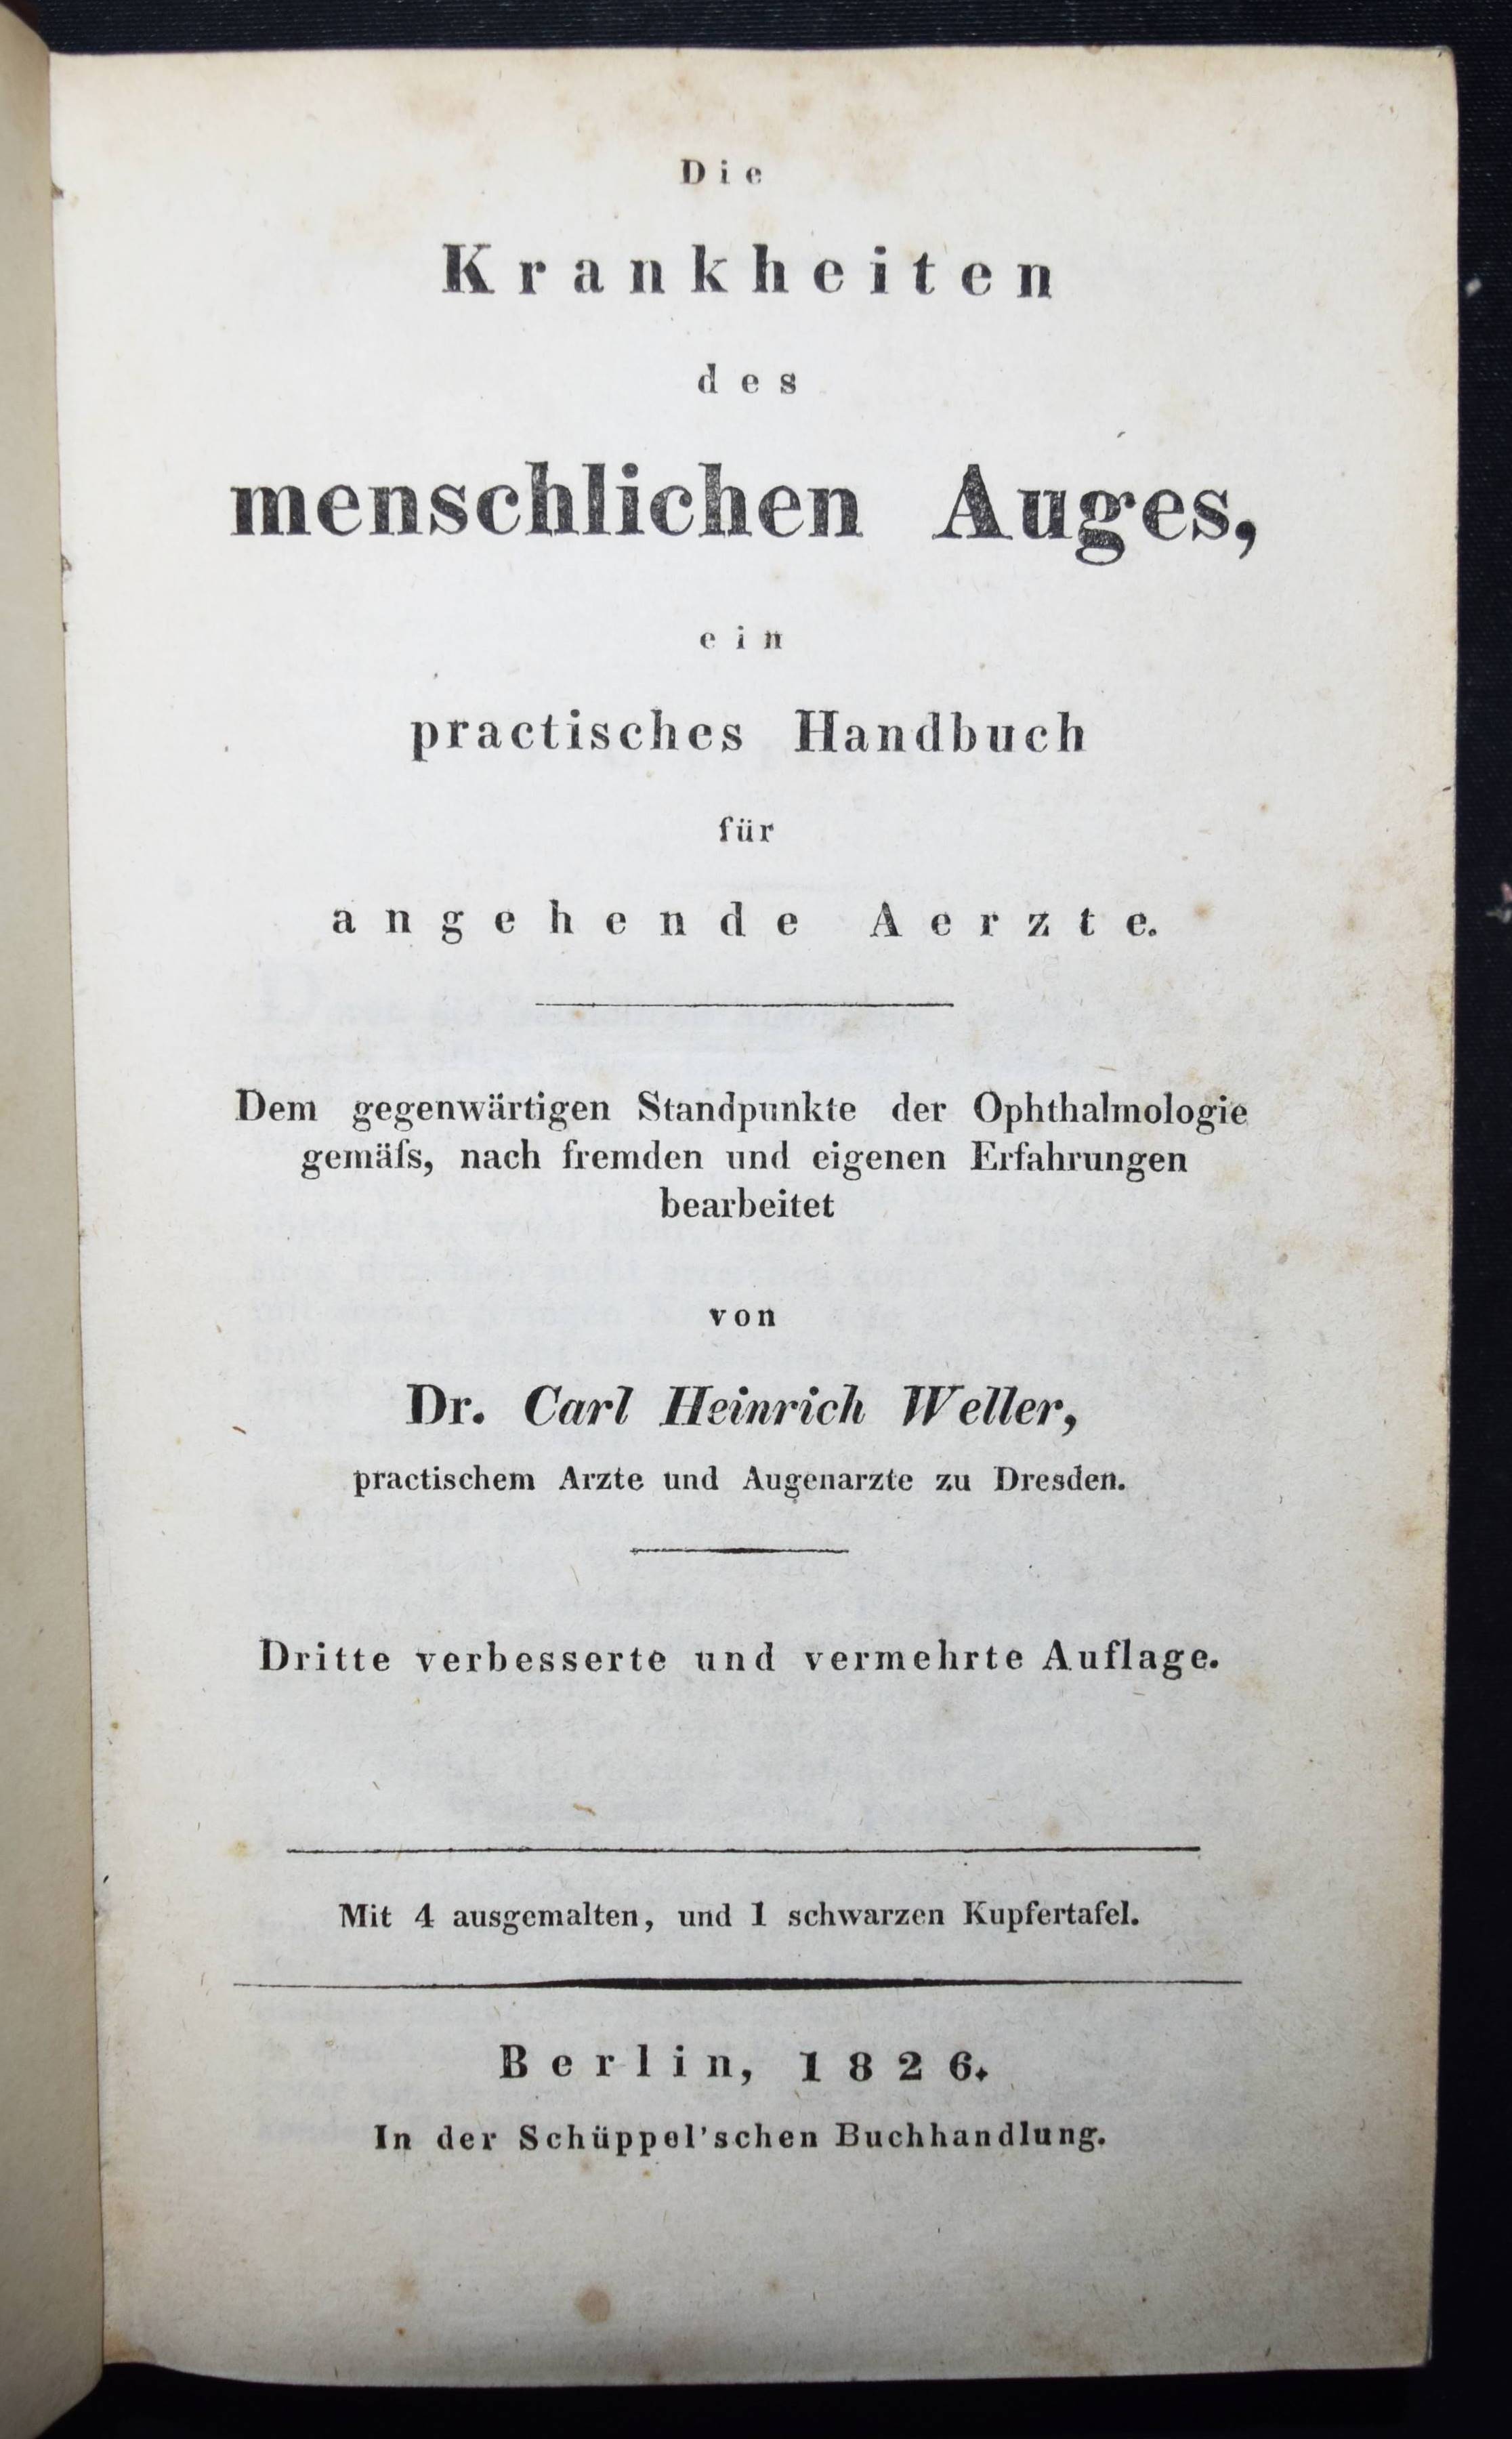 Die
Krankheiten
des
menschlichen Auges,
ein
practisches Handbuch
für
angehende Aerzte.
Dem gegenwärtigen Standpunkte der Ophthalmologie
gemäſs, nach fremden und eigenen Erfahrungen
bearbeitet
von
Dr. Carl Heinrich Weller,
practischem Arzte und Augenarzte zu Dresden.
Dritte verbesserte und vermehrte Auflage.
Mit 4 ausgemalten, und 1 schwarzen Kupfertafel.
Berlin, 1826.
In der Schüppel'schen Buchhandlung.